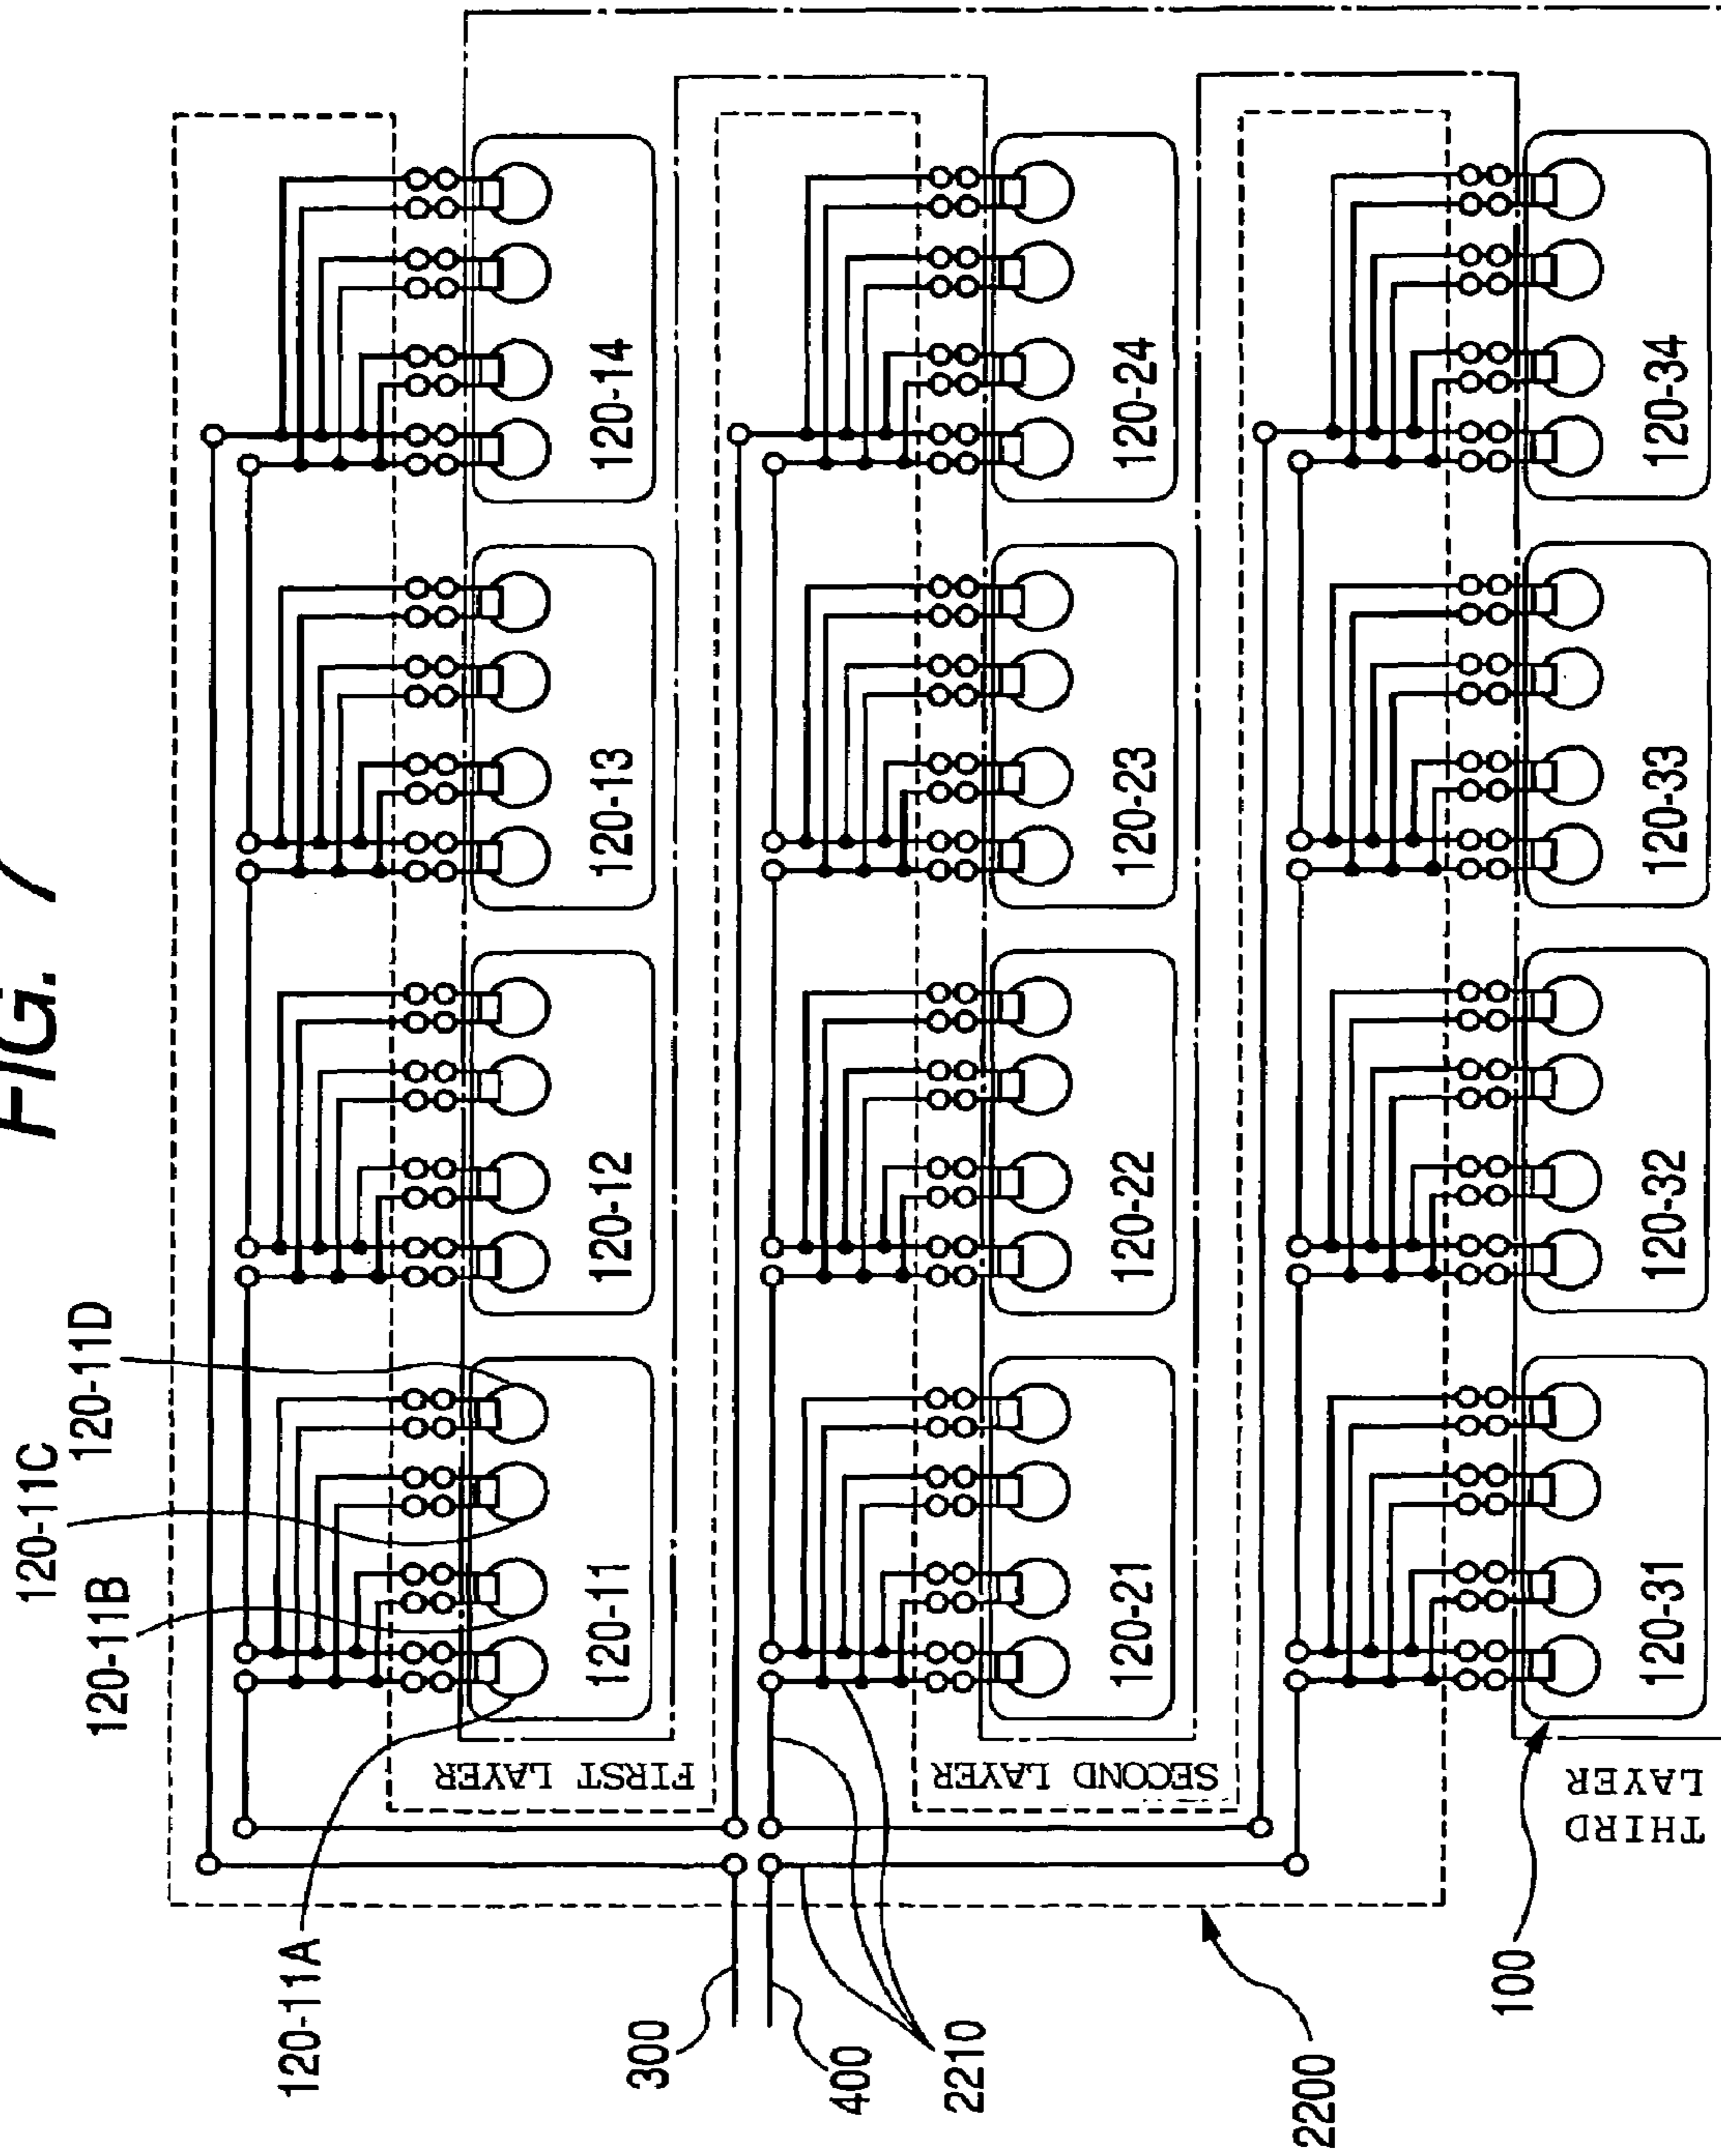 FIG. 7
120-11A
120-11B
120-11C
120-11D
120-11
120-12
120-13
120-14
FIRST LAYER
300
400
2210
120-21
120-22
120-23
120-24
SECOND LAYER
2200
100
120-31
120-32
120-33
120-34
THIRD
LAYER